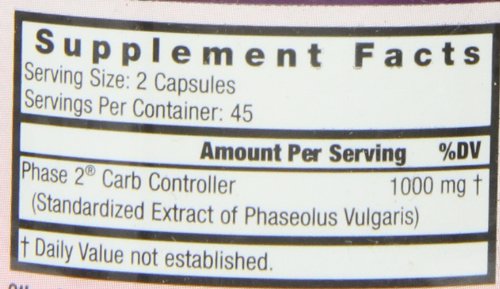 Supplement Facts
Serving Size: 2 Capsules
Servings Per Container: 45
Amount Per Serving %DV
Phase 2® Carb Controller 1000 mg †
(Standardized Extract of Phaseolus Vulgaris)
† Daily Value not established.